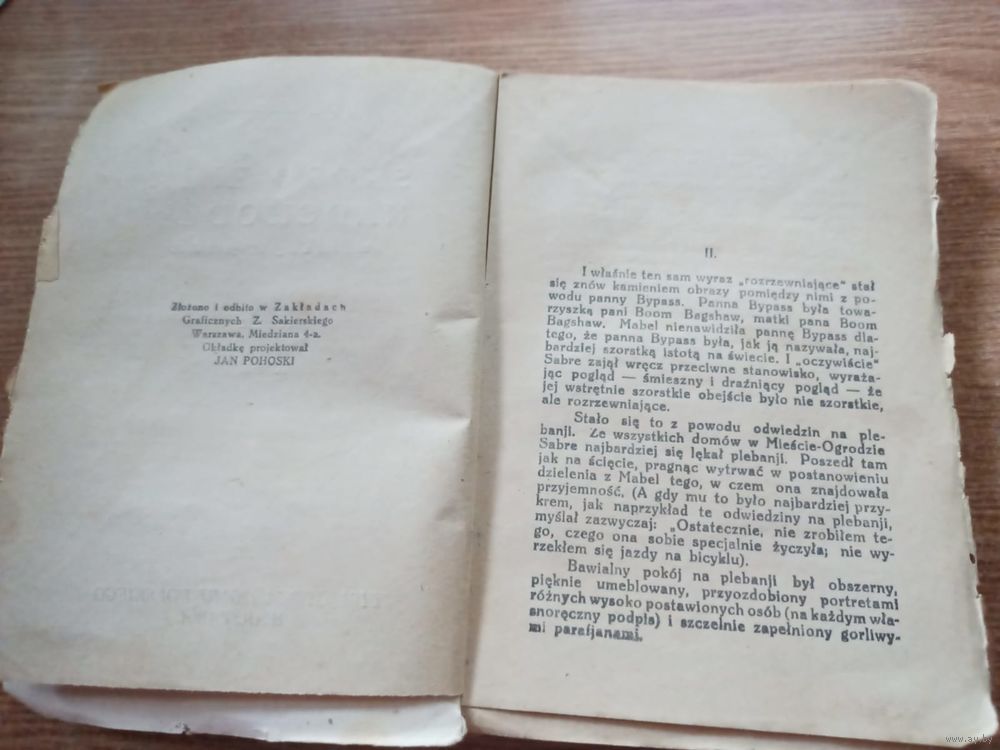 Złożono i odbito w Zakładach
Graficznych Z. Sakierskiego
Warszawa, Miedziana 4-a.
Okładkę projektował
JAN POHOSKI
II.
I właśnie ten sam wyraz „rozrzewniające" stał
się znów kamieniem obrazy pomiędzy nimi z po-
wodu panny Bypass. Panna Bypass była towa-
rzyszką pani Boom Bagshaw, matki pana Boom
Bagshaw. Mabel nienawidziła pannę Bypass dla-
tego, że panna Bypass była, jak ją nazywała, naj-
bardziej szorstką istotą na świecie. I „oczywiście"
Sabre zajął wręcz przeciwne stanowisko, wyraża-
jąc pogląd — śmieszny i drażniący pogląd — że
jej wstrętnie szorstkie obejście było nie szorstkie,
ale rozrzewniające.
Stało się to z powodu odwiedzin na ple-
banji. Ze wszystkich domów w Mieście-Ogrodzie
Sabre najbardziej się lękał plebanji. Poszedł tam
jak na ścięcie, pragnąc wytrwać w postanowieniu
dzielenia z Mabel tego, w czem ona znajdowała
przyjemność. (A gdy mu to było najbardziej przy-
krem, jak naprzykład te odwiedziny na plebanji,
myślał zazwyczaj: „Ostatecznie, nie zrobiłem te-
go, czego ona sobie specjalnie życzyła; nie wy-
rzekłem się jazdy na bicyklu).
Bawialny pokój na plebanji był obszerny,
pięknie umeblowany, przyozdobiony portretami
różnych wysoko postawionych osób (na każdym wła-
snoręczny podpis) i szczelnie zapełniony gorliwy-
mi parafjanami.
www.ay.by